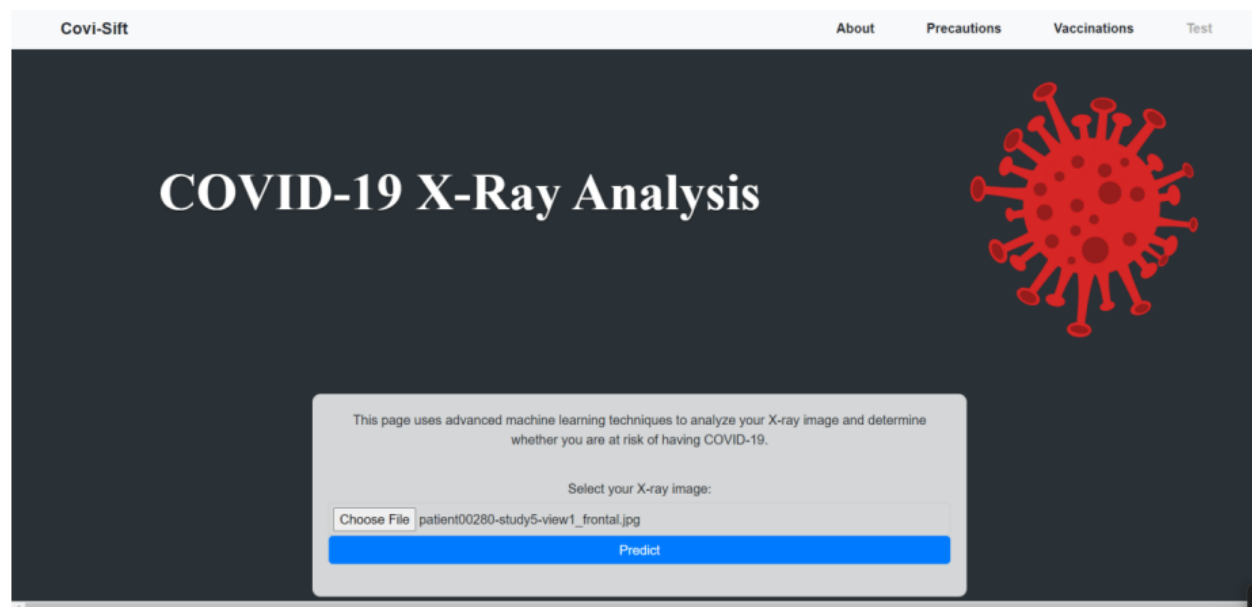 Covi-Sift About Precautions Vaccinations Test
COVID-19 X-Ray Analysis
This page uses advanced machine learning techniques to analyze your X-ray image and determine
whether you are at risk of having COVID-19.
Select your X-ray image:
Choose File patient00280-study5-view1_frontal.jpg
Predict